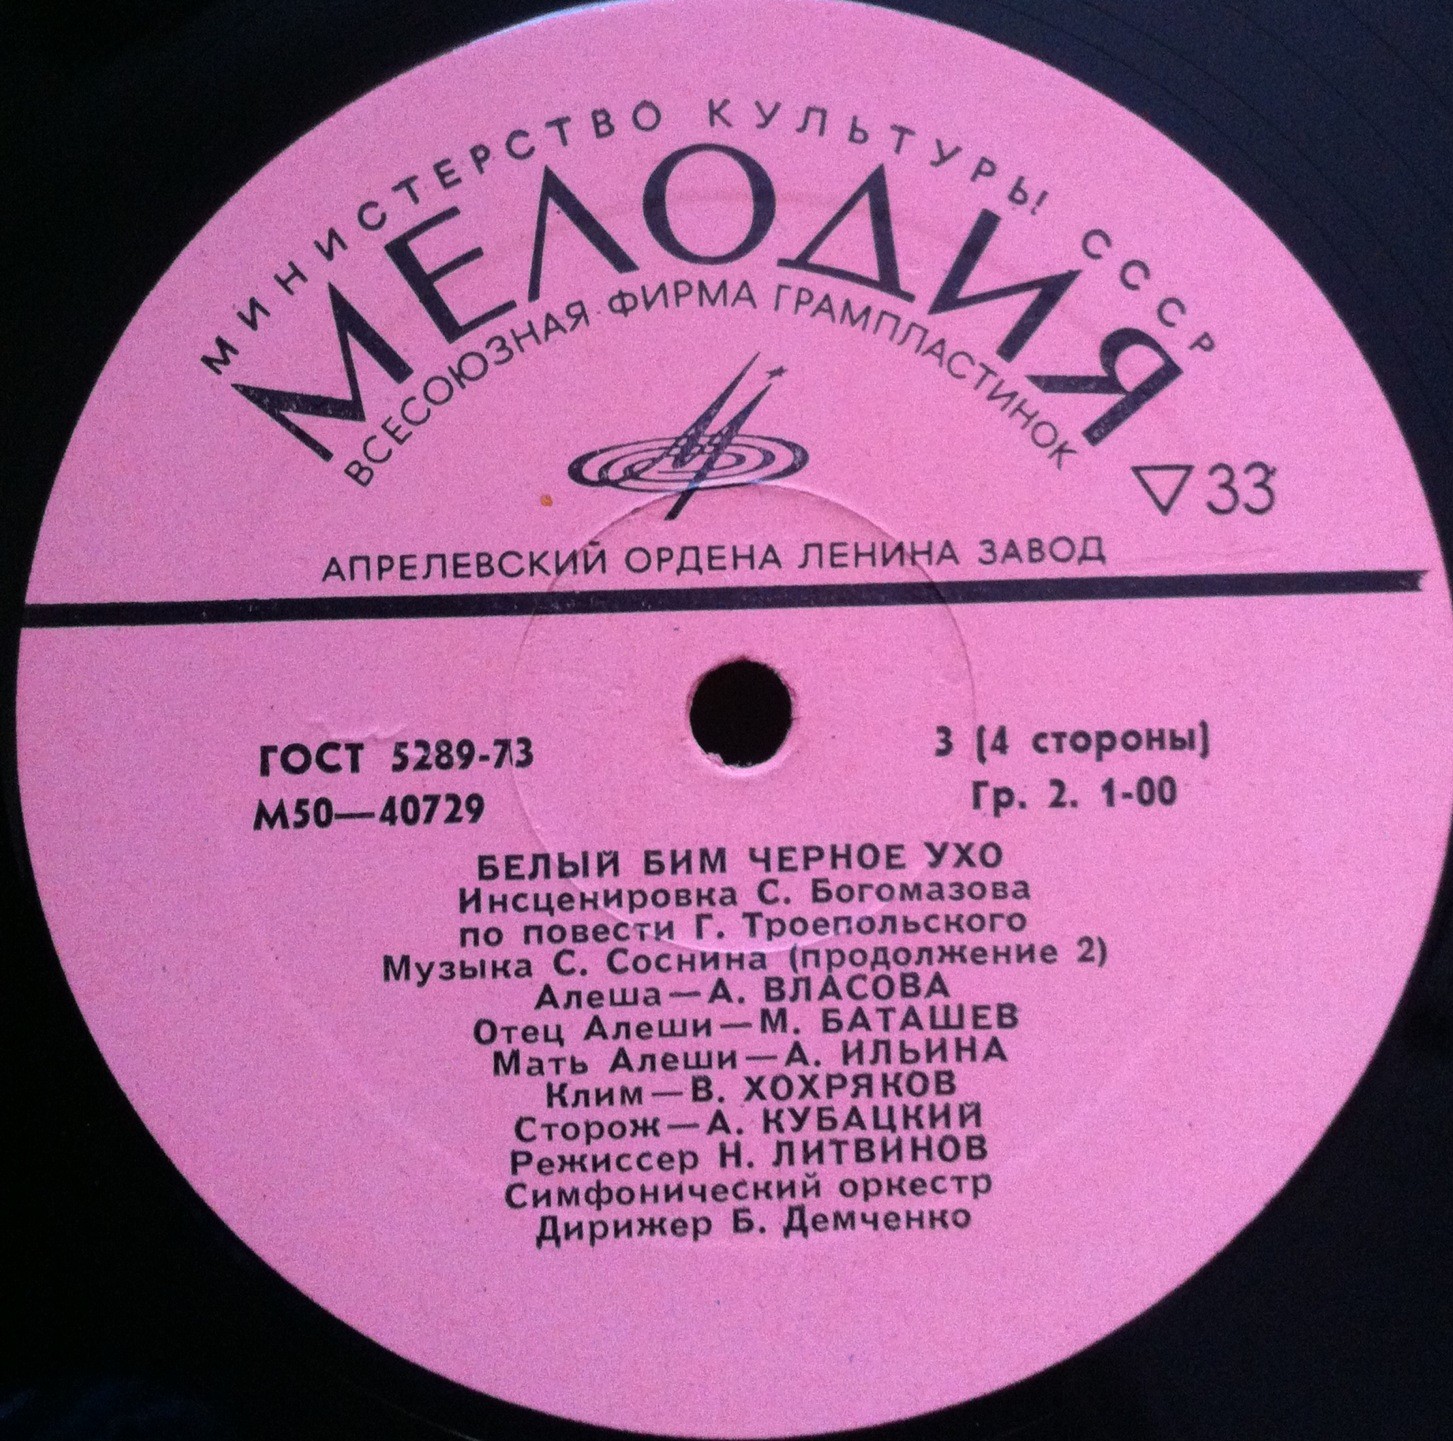 МИНИСТЕРСТВО КУЛЬТУРЫ СССР
МЕЛОДИЯ
ВСЕСОЮЗНАЯ ФИРМА ГРАМПЛАСТИНОК
33
АПРЕЛЕВСКИЙ ОРДЕНА ЛЕНИНА ЗАВОД
ГОСТ 5289-73
М50—40729
3 (4 стороны)
Гр. 2. 1-00
БЕЛЫЙ БИМ ЧЕРНОЕ УХО
Инсценировка С. Богомазова
по повести Г. Троепольского
Музыка С. Соснина (продолжение 2)
Алеша—А. ВЛАСОВА
Отец Алеши—М. БАТАШЕВ
Мать Алеши—А. ИЛЬИНА
Клим—В. ХОХРЯКОВ
Сторож—А. КУБАЦКИЙ
Режиссер Н. ЛИТВИНОВ
Симфонический оркестр
Дирижер Б. Демченко